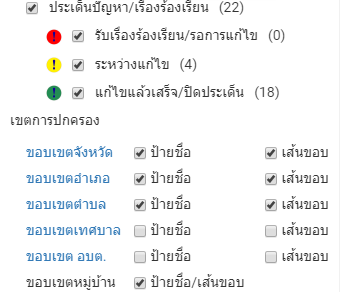 ประเด็นปัญหา/เรื่องร้องเรียน (22)
! รับเรื่องร้องเรียน/รอการแก้ไข (0)
! ระหว่างแก้ไข (4)
! แก้ไขแล้วเสร็จ/ปิดประเด็น (18)
เขตการปกครอง
ขอบเขตจังหวัด ป้ายชื่อ เส้นขอบ
ขอบเขตอำเภอ ป้ายชื่อ เส้นขอบ
ขอบเขตตำบล ป้ายชื่อ เส้นขอบ
ขอบเขตเทศบาล ป้ายชื่อ เส้นขอบ
ขอบเขต อบต. ป้ายชื่อ เส้นขอบ
ขอบเขตหมู่บ้าน ป้ายชื่อ/เส้นขอบ